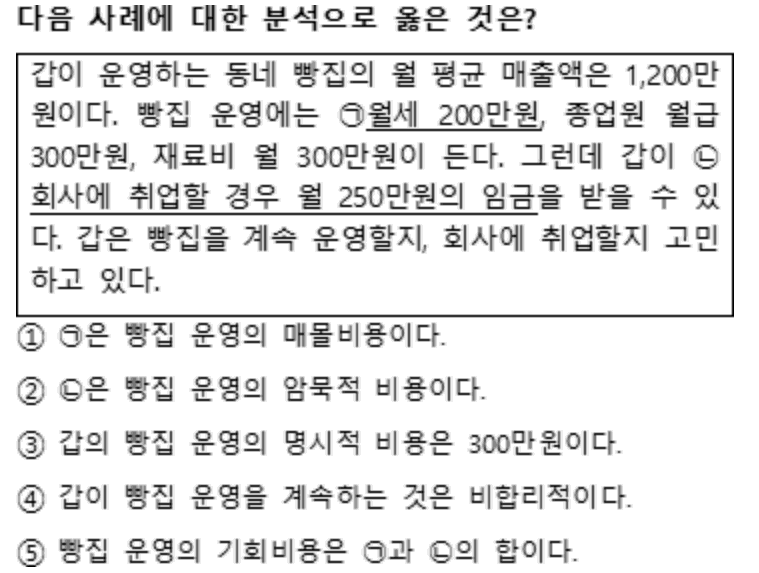 다음 사례에 대한 분석으로 옳은 것은?
갑이 운영하는 동네 빵집의 월 평균 매출액은 1,200만
원이다. 빵집 운영에는 ㉠월세 200만원, 종업원 월급
300만원, 재료비 월 300만원이 든다. 그런데 갑이 ㉡
회사에 취업할 경우 월 250만원의 임금을 받을 수 있
다. 갑은 빵집을 계속 운영할지, 회사에 취업할지 고민
하고 있다.
① ㉠은 빵집 운영의 매몰비용이다.
② ㉡은 빵집 운영의 암묵적 비용이다.
③ 갑의 빵집 운영의 명시적 비용은 300만원이다.
④ 갑이 빵집 운영을 계속하는 것은 비합리적이다.
⑤ 빵집 운영의 기회비용은 ㉠과 ㉡의 합이다.